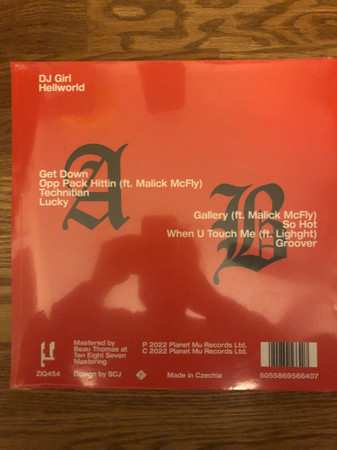 DJ Girl
Hellworld
A
Get Down
Opp Pack Hittin (ft. Malick McFly)
Technitian
Lucky
B
Gallery (ft. Malick McFly)
So Hot
When U Touch Me (ft. Lighght)
Groover
Mastered by
Beau Thomas at
Ten Eight Seven
Mastering
P 2022 Planet Mu Records Ltd.
C 2022 Planet Mu Records Ltd.
ZIQ454
Design by SCJ
Made in Czechia
5055869566407